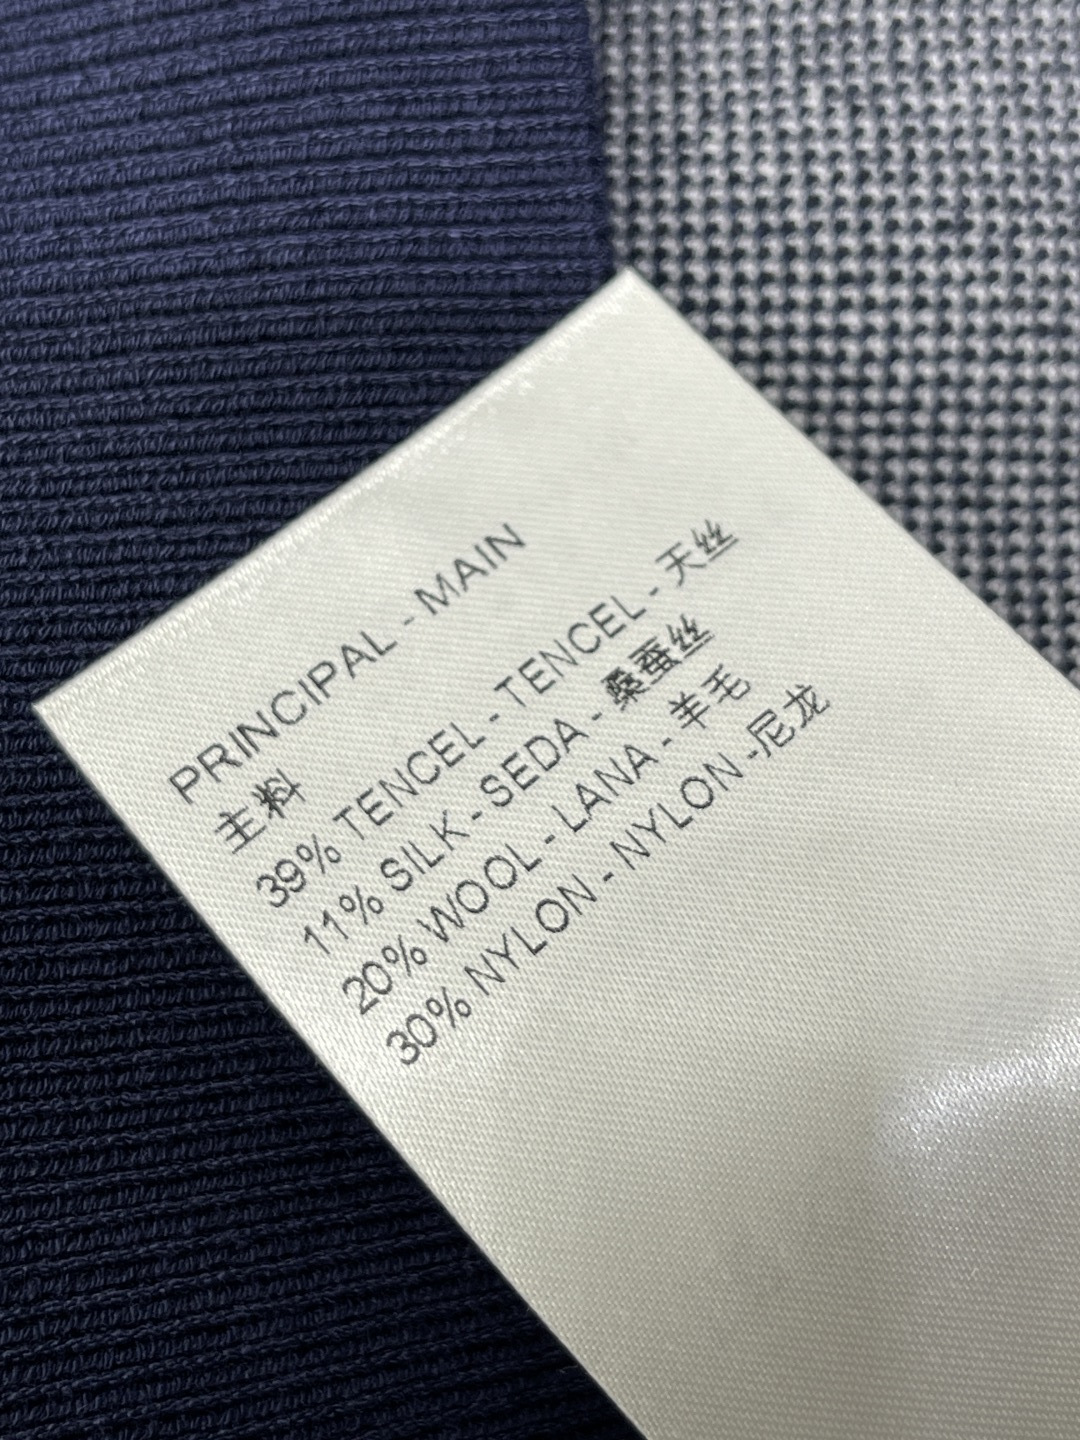 PRINCIPAL - MAIN
主料
39% TENCEL - TENCEL - 天丝
11% SILK - SEDA - 桑蚕丝
20% WOOL - LANA - 羊毛
30% NYLON - NYLON -尼龙